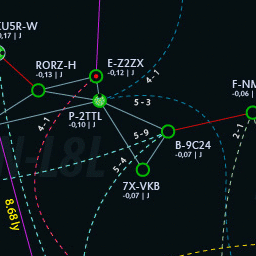 U5R-W
-0,17 | J
RORZ-H
-0,13 | J
E-Z2ZX
-0,12 | J
4 - 1
F-NM
-0,06 |
5 - 3
P-2TTL
-0,10 | J
4 - 1
5 - 9
2 - 1
B-9C24
-0,07 | J
5 - 4
7X-VKB
-0,07 | J
8.68 ly